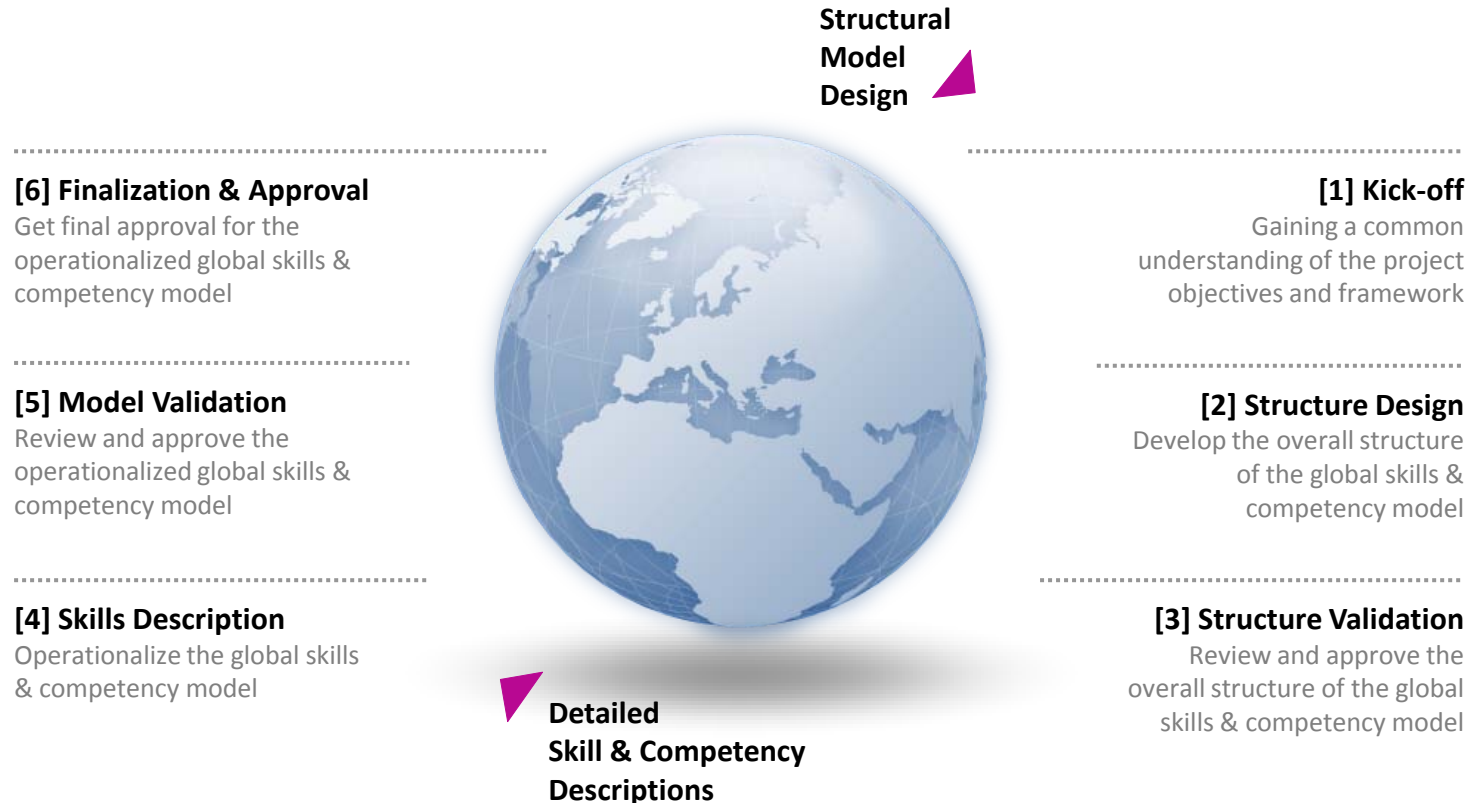 Structural
Model
Design
[6] Finalization & Approval
Get final approval for the
operationalized global skills &
competency model
[5] Model Validation
Review and approve the
operationalized global skills &
competency model
[4] Skills Description
Operationalize the global skills
& competency model
[1] Kick-off
Gaining a common
understanding of the project
objectives and framework
[2] Structure Design
Develop the overall structure
of the global skills &
competency model
[3] Structure Validation
Review and approve the
overall structure of the global
skills & competency model
Detailed
Skill & Competency
Descriptions